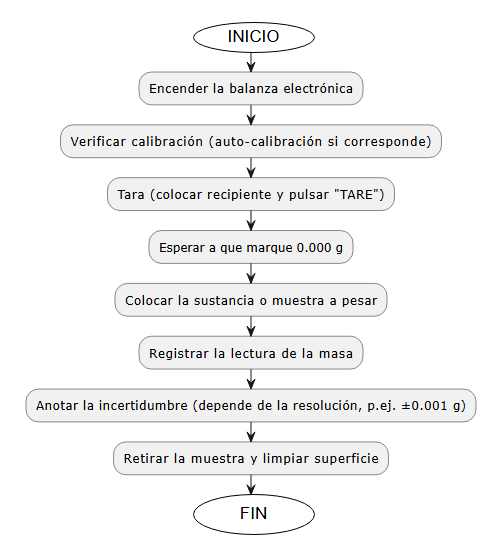 INICIO
Encender la balanza electrónica
Verificar calibración (auto-calibración si corresponde)
Tara (colocar recipiente y pulsar "TARE")
Esperar a que marque 0.000 g
Colocar la sustancia o muestra a pesar
Registrar la lectura de la masa
Anotar la incertidumbre (depende de la resolución, p.ej. ±0.001 g)
Retirar la muestra y limpiar superficie
FIN